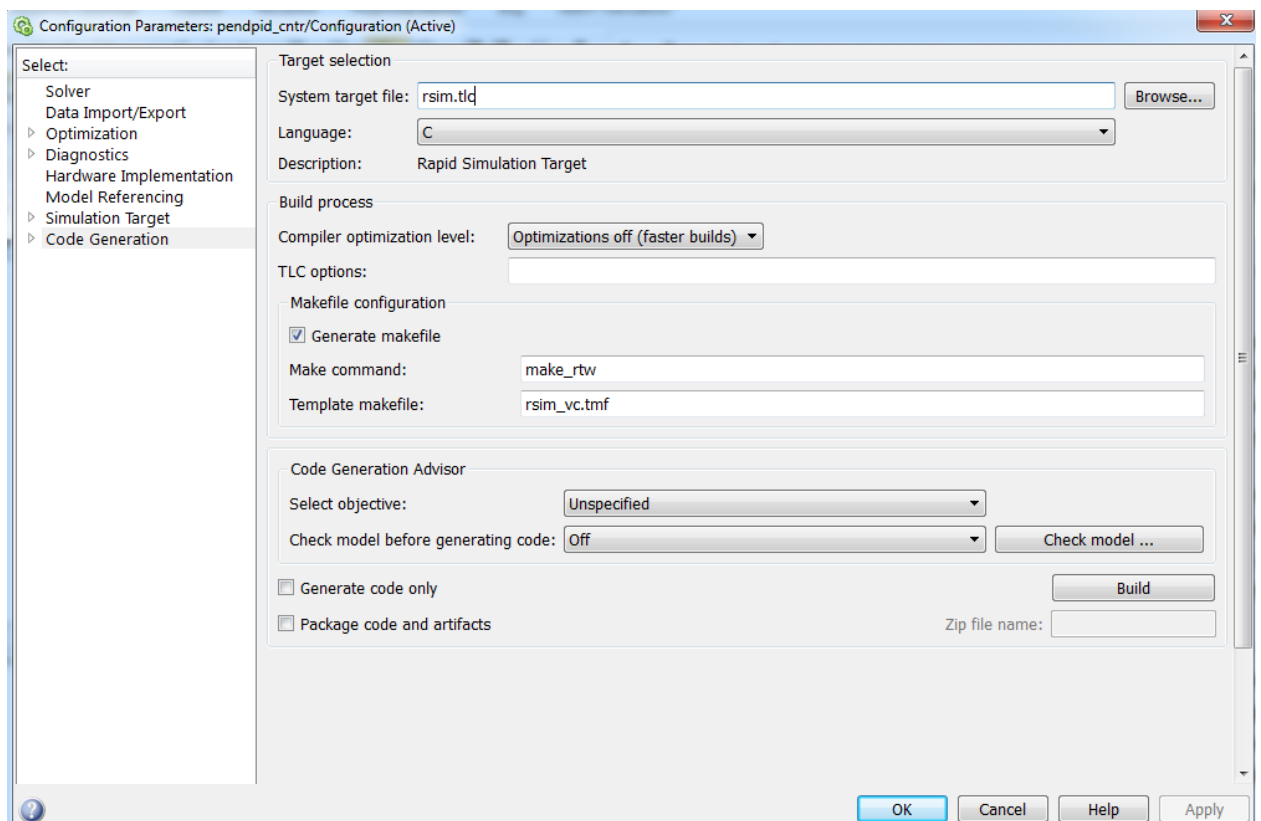 Configuration Parameters: pendpid_cntr/Configuration (Active)
Select:
Solver
Data Import/Export
Optimization
Diagnostics
Hardware Implementation
Model Referencing
Simulation Target
Code Generation
Target selection
System target file: rsim.tlc Browse...
Language: C
Description: Rapid Simulation Target
Build process
Compiler optimization level: Optimizations off (faster builds)
TLC options:
Makefile configuration
Generate makefile
Make command: make_rtw
Template makefile: rsim_vc.tmf
Code Generation Advisor
Select objective: Unspecified
Check model before generating code: Off Check model ...
Generate code only Build
Package code and artifacts Zip file name:
OK Cancel Help Apply